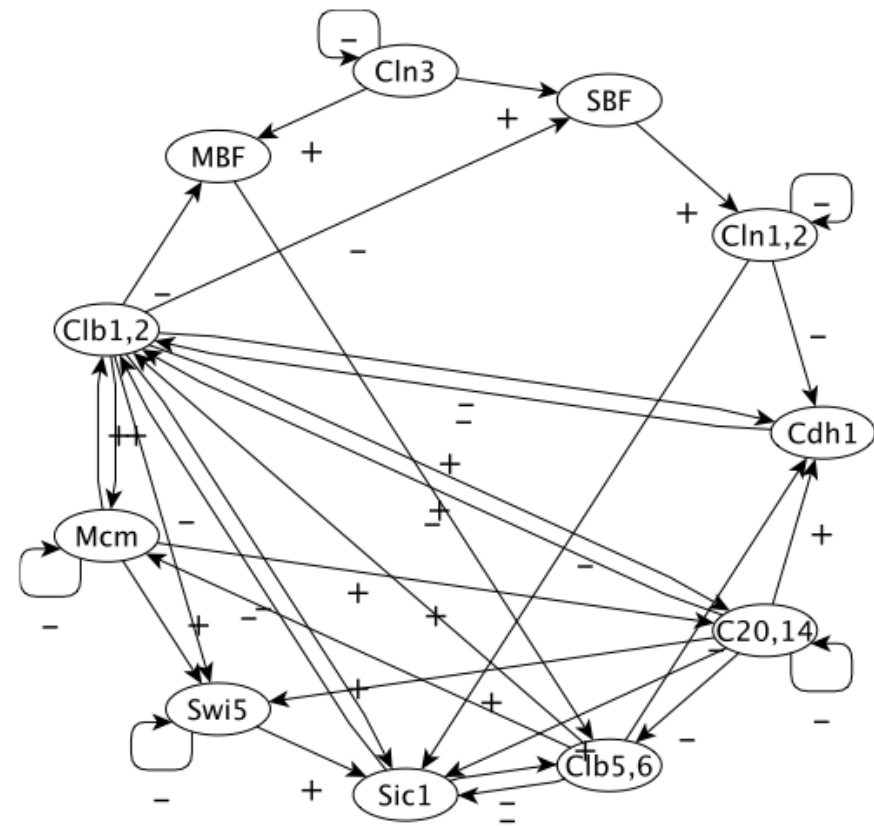 -
Cln3
SBF
+
+
MBF
-
+
Cln1,2
-
-
Clb1,2
-
-
-
Cdh1
++
+
+
-
-
Mcm
+
-
+
-
+
+
-
C20,14
-
+
+
Swi5
-
-
+
Clb5,6
-
+
Sic1
-
-